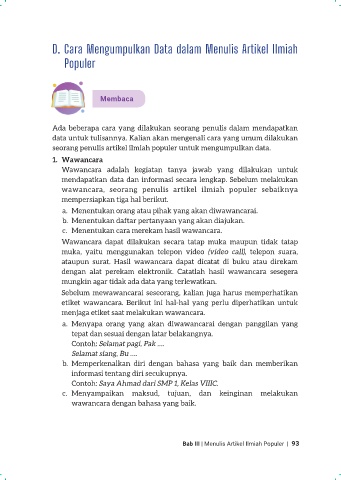 D. Cara Mengumpulkan Data dalam Menulis Artikel Ilmiah
Populer
Membaca
Ada beberapa cara yang dilakukan seorang penulis dalam mendapatkan
data untuk tulisannya. Kalian akan mengenali cara yang umum dilakukan
seorang penulis artikel ilmiah populer untuk mengumpulkan data.
1. Wawancara
Wawancara adalah kegiatan tanya jawab yang dilakukan untuk
mendapatkan data dan informasi secara lengkap. Sebelum melakukan
wawancara, seorang penulis artikel ilmiah populer sebaiknya
mempersiapkan tiga hal berikut.
a. Menentukan orang atau pihak yang akan diwawancarai.
b. Menentukan daftar pertanyaan yang akan diajukan.
c. Menentukan cara merekam hasil wawancara.
Wawancara dapat dilakukan secara tatap muka maupun tidak tatap
muka, yaitu menggunakan telepon video (video call), telepon suara,
ataupun surat. Hasil wawancara dapat dicatat di buku atau direkam
dengan alat perekam elektronik. Catatlah hasil wawancara sesegera
mungkin agar tidak ada data yang terlewatkan.
Sebelum mewawancarai seseorang, kalian juga harus memperhatikan
etiket wawancara. Berikut ini hal-hal yang perlu diperhatikan untuk
menjaga etiket saat melakukan wawancara.
a. Menyapa orang yang akan diwawancarai dengan panggilan yang
tepat dan sesuai dengan latar belakangnya.
Contoh: Selamat pagi, Pak ....
Selamat siang, Bu ....
b. Memperkenalkan diri dengan bahasa yang baik dan memberikan
informasi tentang diri secukupnya.
Contoh: Saya Ahmad dari SMP 1, Kelas VIIIC.
c. Menyampaikan maksud, tujuan, dan keinginan melakukan
wawancara dengan bahasa yang baik.
Bab III | Menulis Artikel Ilmiah Populer | 93